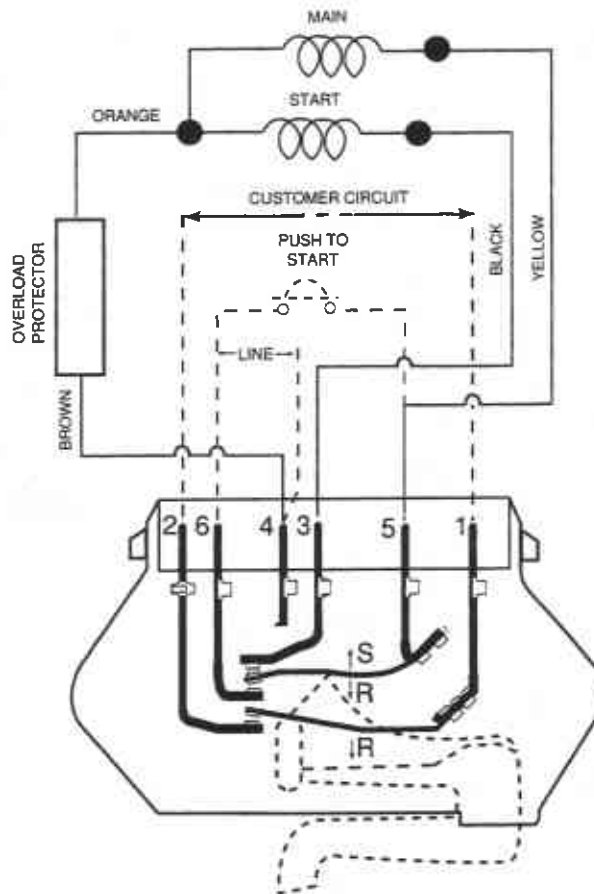 MAIN
START
ORANGE
CUSTOMER CIRCUIT
PUSH TO
START
BLACK
YELLOW
OVERLOAD
PROTECTOR
LINE
BROWN
2 6 4 3 5 1
S
R
R